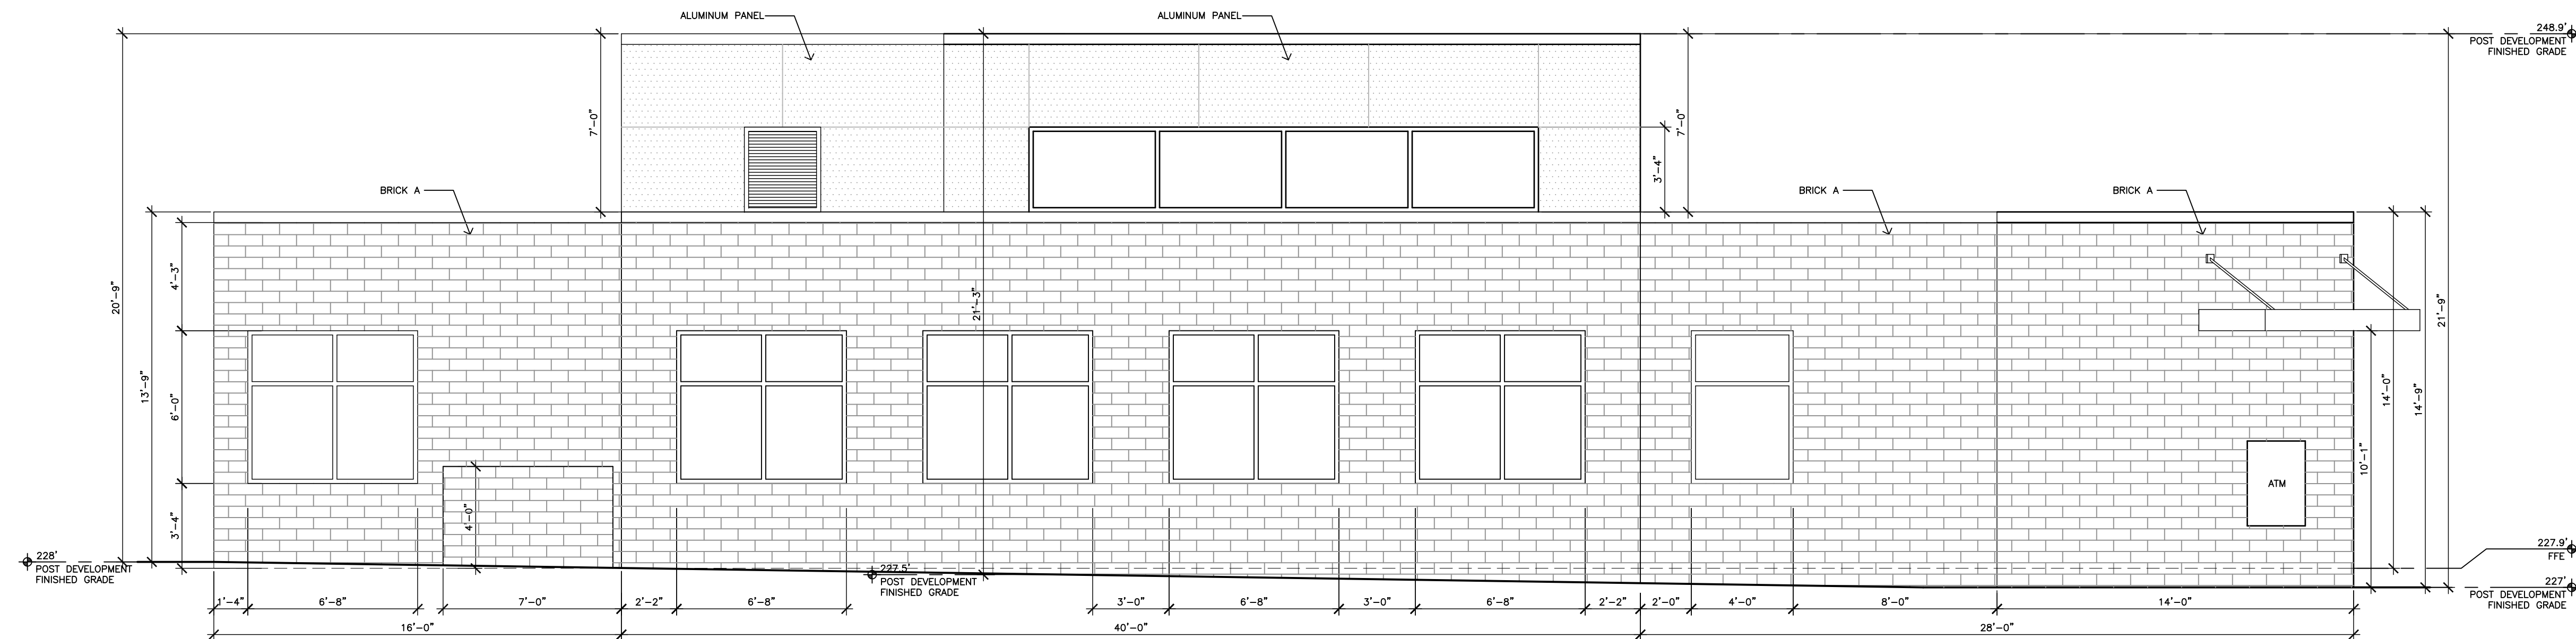 ALUMINUM PANEL
ALUMINUM PANEL
248.9'
POST DEVELOPMENT
FINISHED GRADE
7'-0"
7'-0"
3'-4"
BRICK A
BRICK A
BRICK A
20'-9"
4'-3"
21'-3"
21'-9"
13'-9"
6'-0"
14'-0"
14'-9"
10'-1"
ATM
3'-4"
4'-0"
228'
POST DEVELOPMENT
FINISHED GRADE
227.5'
POST DEVELOPMENT
FINISHED GRADE
227.9'
FFE
227'
POST DEVELOPMENT
FINISHED GRADE
1'-4"
6'-8"
7'-0"
2'-2"
6'-8"
3'-0"
6'-8"
3'-0"
6'-8"
2'-2"
2'-0"
4'-0"
8'-0"
14'-0"
16'-0"
40'-0"
28'-0"